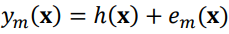 y_m(𝐱) = h(𝐱) + e_m(𝐱)